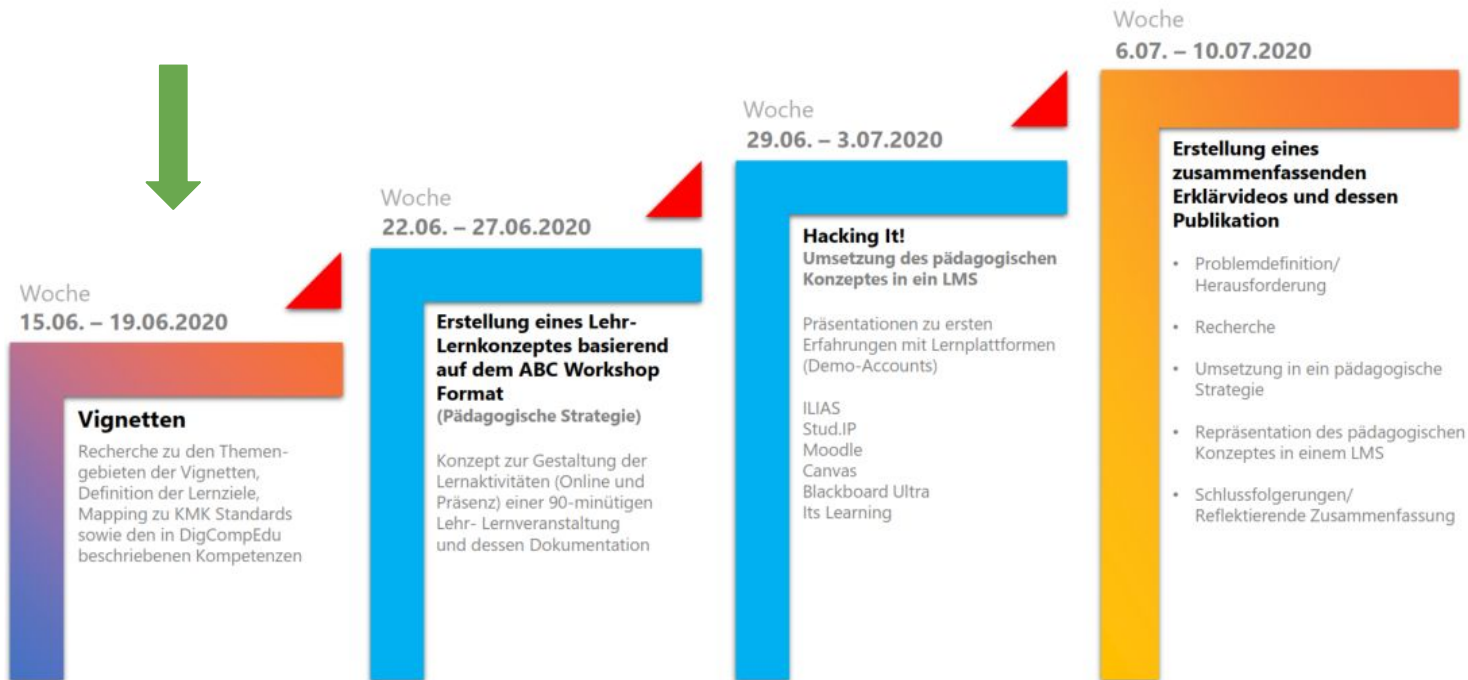 Woche
15.06. – 19.06.2020
Vignetten
Recherche zu den Themen-
gebieten der Vignetten,
Definition der Lernziele,
Mapping zu KMK Standards
sowie den in DigCompEdu
beschriebenen Kompetenzen
Woche
22.06. – 27.06.2020
Erstellung eines Lehr-
Lernkonzeptes basierend
auf dem ABC Workshop
Format
(Pädagogische Strategie)
Konzept zur Gestaltung der
Lernaktivitäten (Online und
Präsenz) einer 90-minütigen
Lehr- Lernveranstaltung
und dessen Dokumentation
Woche
29.06. – 3.07.2020
Hacking It!
Umsetzung des pädagogischen
Konzeptes in ein LMS
Präsentationen zu ersten
Erfahrungen mit Lernplattformen
(Demo-Accounts)
ILIAS
Stud.IP
Moodle
Canvas
Blackboard Ultra
Its Learning
Woche
6.07. – 10.07.2020
Erstellung eines
zusammenfassenden
Erklärvideos und dessen
Publikation
• Problemdefinition/
Herausforderung
• Recherche
• Umsetzung in ein pädagogische
Strategie
• Repräsentation des pädagogischen
Konzeptes in einem LMS
• Schlussfolgerungen/
Reflektierende Zusammenfassung